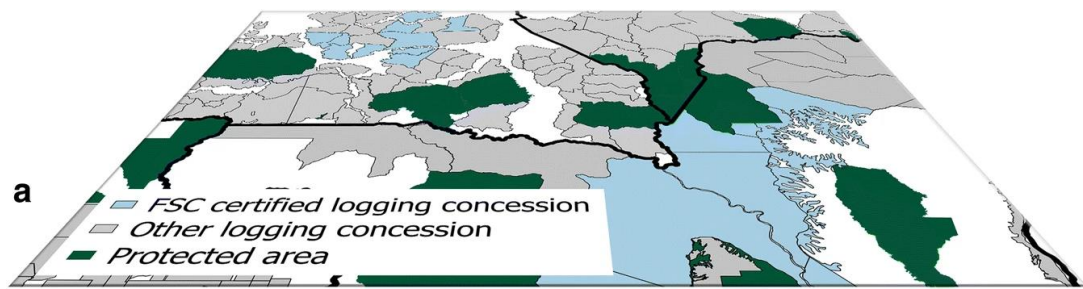 a
FSC certified logging concession
Other logging concession
Protected area